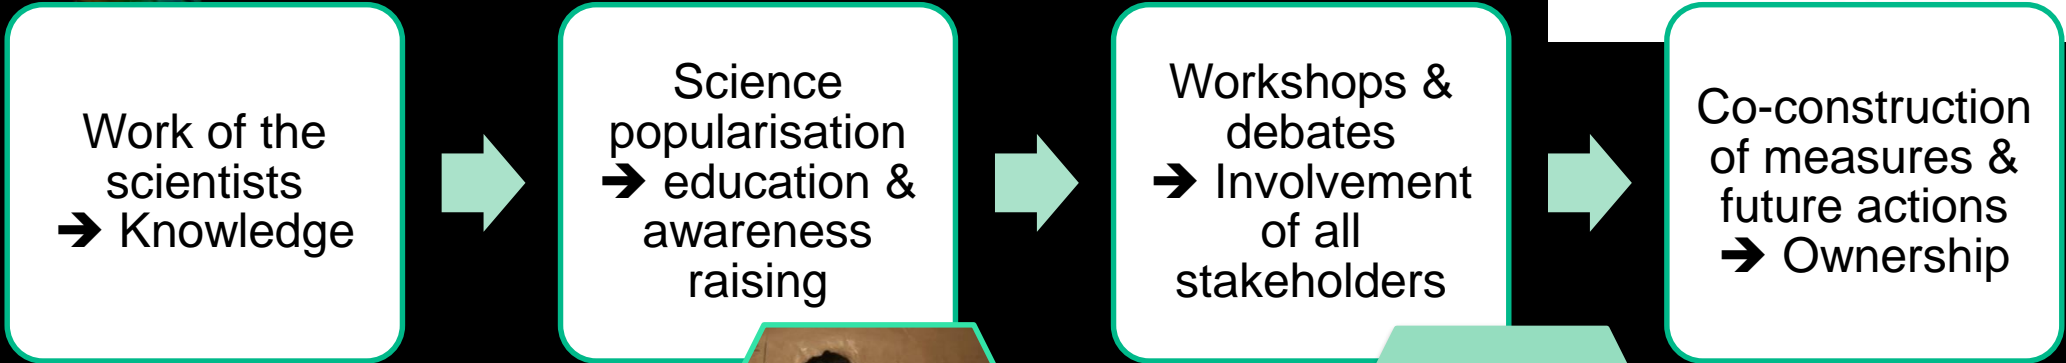 Work of the
scientists
➔ Knowledge
Science
popularisation
➔ education &
awareness
raising
Workshops &
debates
➔ Involvement
of all
stakeholders
Co-construction
of measures &
future actions
➔ Ownership